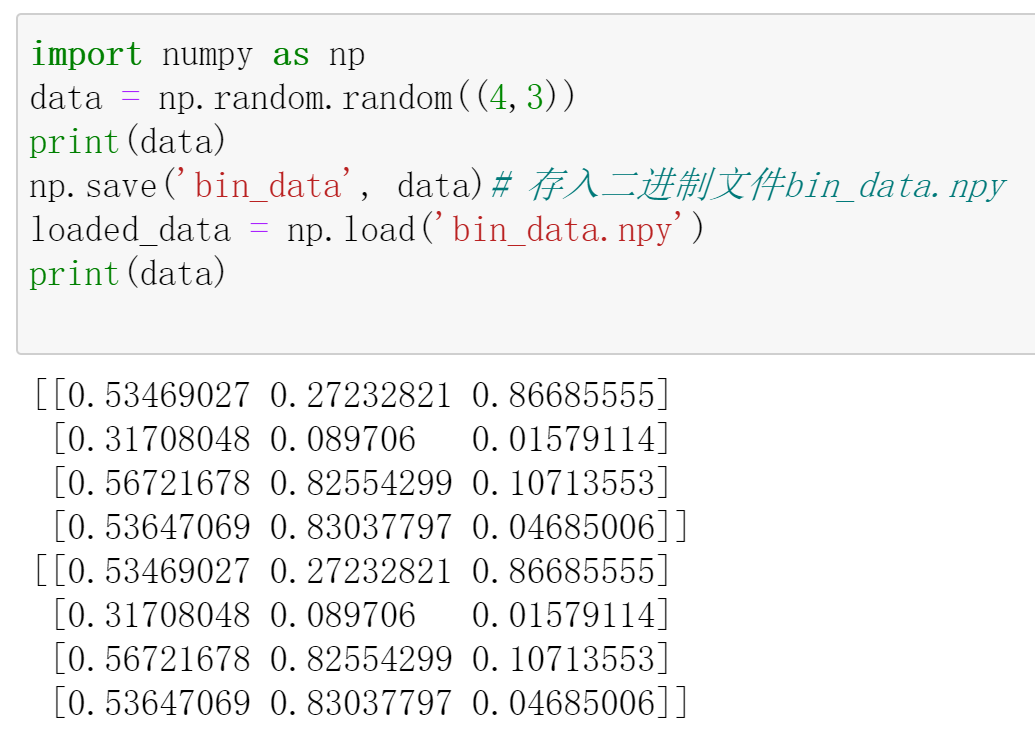 import numpy as np
data = np.random.random((4,3))
print(data)
np.save('bin_data', data)# 存入二进制文件bin_data.npy
loaded_data = np.load('bin_data.npy')
print(data)
[[0.53469027 0.27232821 0.86685555]
 [0.31708048 0.089706   0.01579114]
 [0.56721678 0.82554299 0.10713553]
 [0.53647069 0.83037797 0.04685006]]
[[0.53469027 0.27232821 0.86685555]
 [0.31708048 0.089706   0.01579114]
 [0.56721678 0.82554299 0.10713553]
 [0.53647069 0.83037797 0.04685006]]